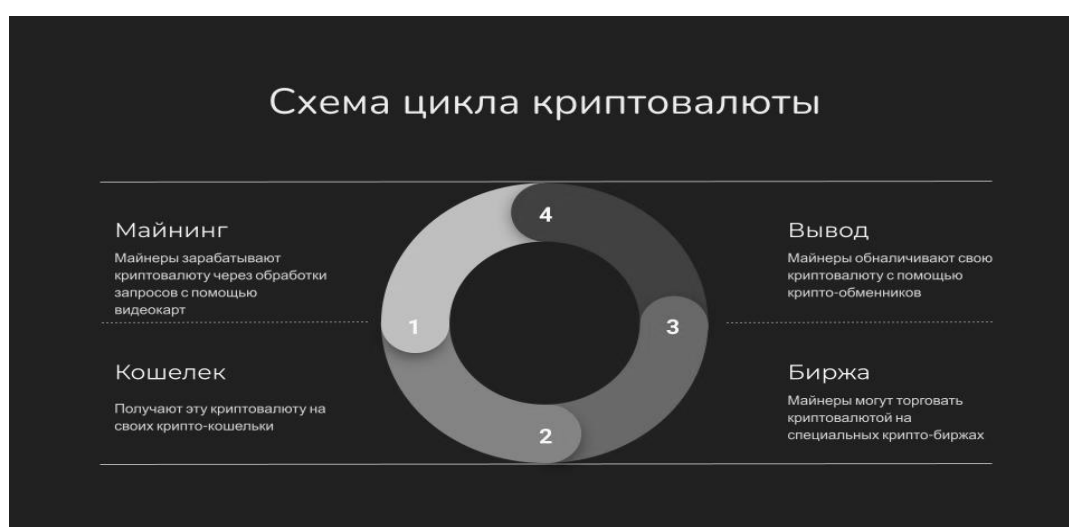 Схема цикла криптовалюты
Майнинг
Майнеры зарабатывают
криптовалюту через обработки
запросов с помощью
видеокарт
Кошелек
Получают эту криптовалюту на
своих крипто-кошельки
4
1
3
2
Вывод
Майнеры обналичивают свою
криптовалюту с помощью
крипто-обменников
Биржа
Майнеры могут торговать
криптовалютой на
специальных крипто-биржах